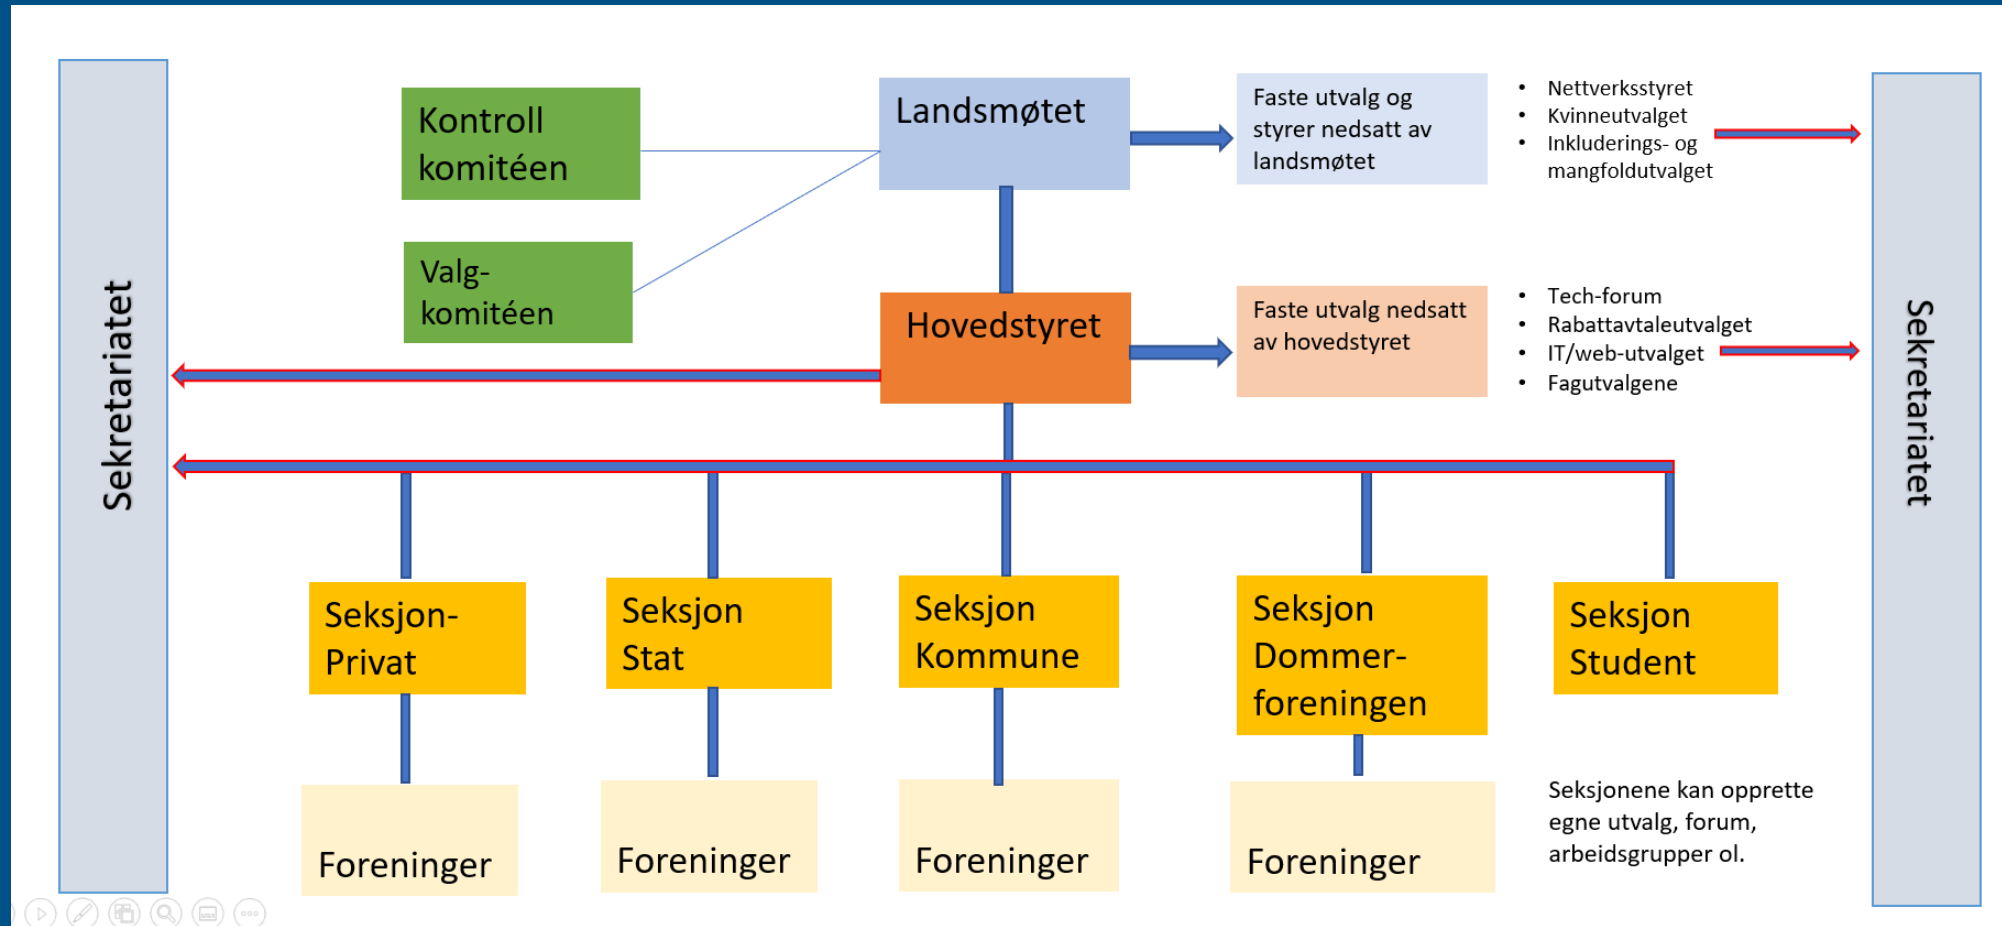 Sekretariatet
Kontroll
komitéen
Valg-
komitéen
Landsmøtet
Faste utvalg og
styrer nedsatt av
landsmøtet
• Nettverksstyret
• Kvinneutvalget
• Inkluderings- og
mangfoldutvalget
Hovedstyret
Faste utvalg nedsatt
av hovedstyret
• Tech-forum
• Rabattavtaleutvalget
• IT/web-utvalget
• Fagutvalgene
Sekretariatet
Seksjon-
Privat
Seksjon
Stat
Seksjon
Kommune
Seksjon
Dommer-
foreningen
Seksjon
Student
Foreninger
Foreninger
Foreninger
Foreninger
Seksjonene kan opprette
egne utvalg, forum,
arbeidsgrupper ol.